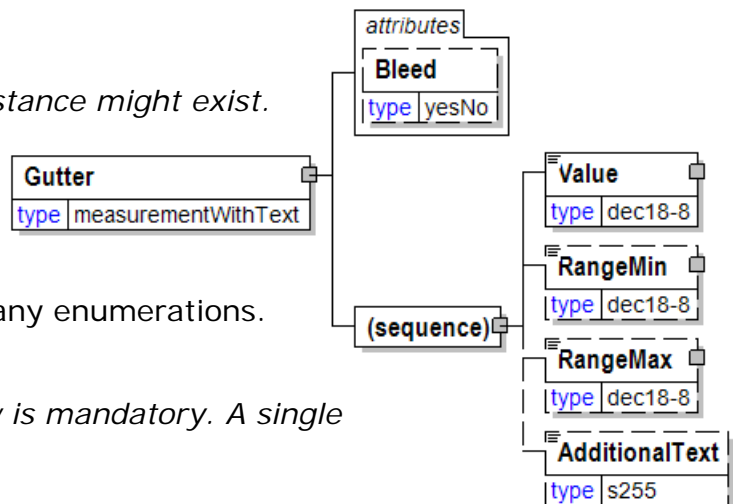 attributes
Bleed
type yesNo
stance might exist.
Gutter
type measurementWithText
Value
type dec18-8
RangeMin
type dec18-8
any enumerations.
(sequence)
RangeMax
type dec18-8
is mandatory. A single
AdditionalText
type s255